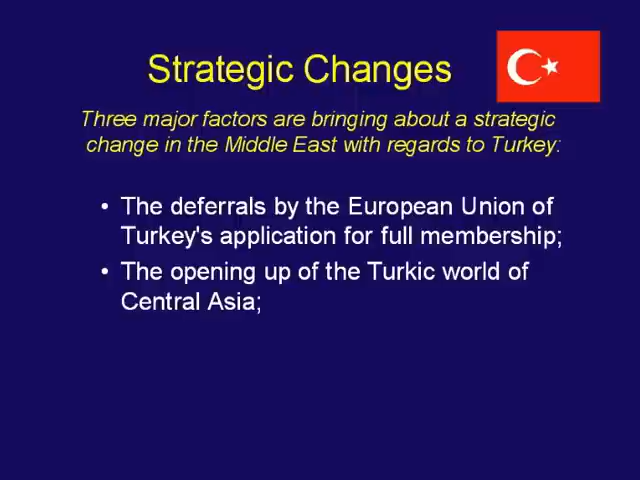 Strategic Changes
Three major factors are bringing about a strategic
change in the Middle East with regards to Turkey:
• The deferrals by the European Union of
Turkey's application for full membership;
• The opening up of the Turkic world of
Central Asia;